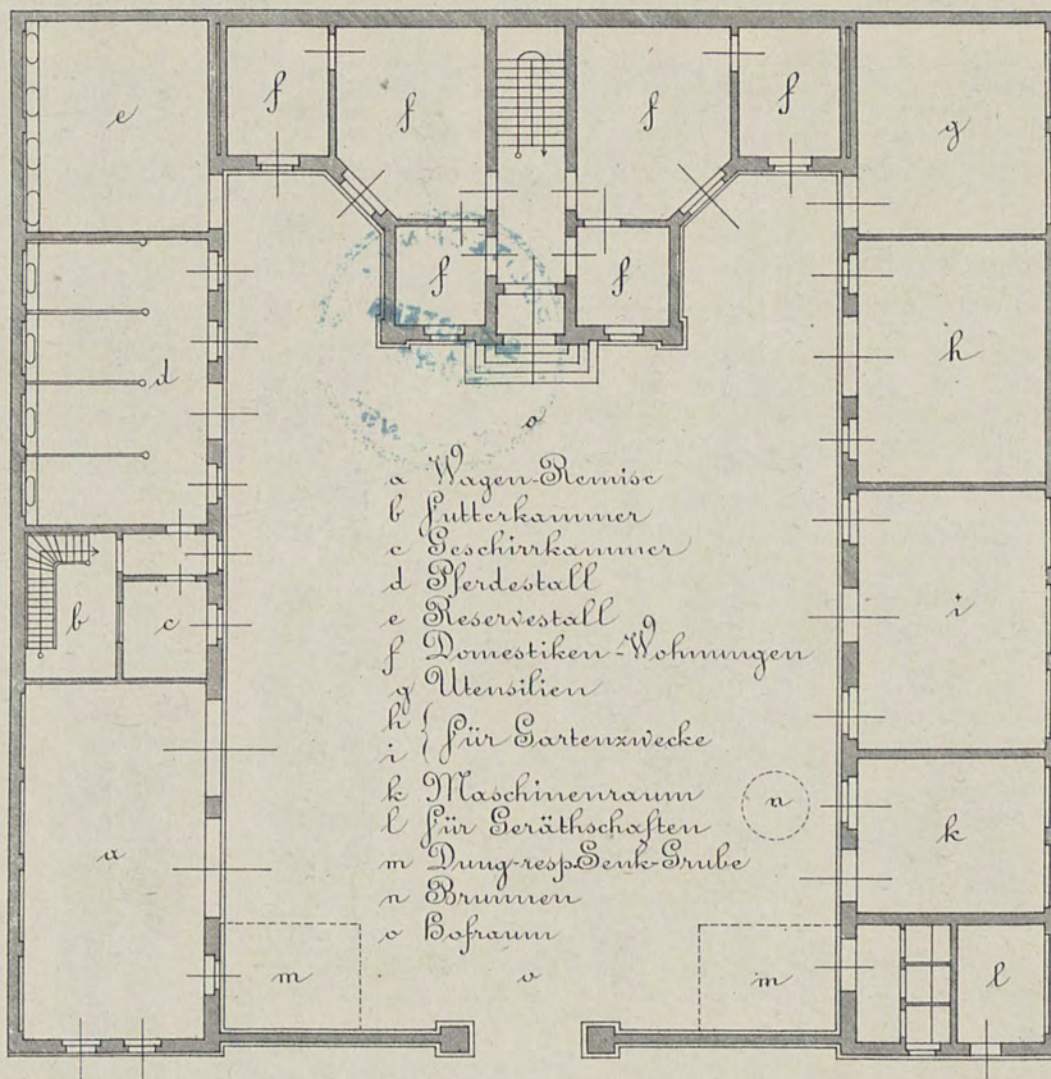 e
f
f
f
f
g
f
f
d
h
o
a Wagen-Remise
b Futterkammer
c Geschirrkammer
d Pferdestall
e Reservestall
f Domestiken-Wohnungen
g Utensilien
h
i
für Gartenzwecke
k Maschinenraum
l für Geräthschaften
m Dung-resp.Senk-Grube
n Brunnen
o Hofraum
i
b
c
n
k
a
m
o
m
l